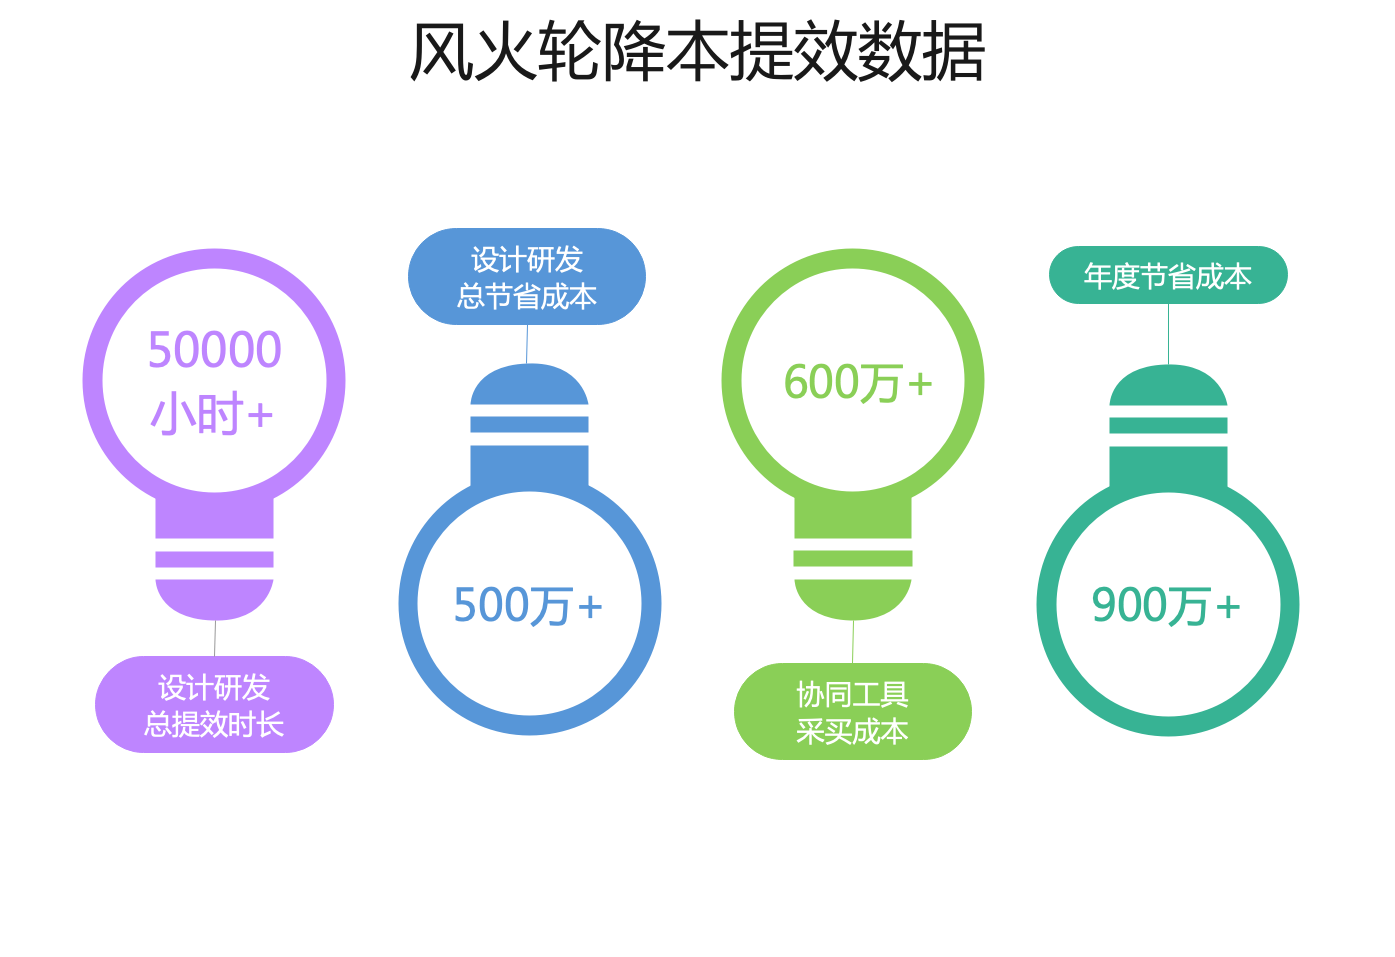 风火轮降本提效数据
50000
小时+
设计研发
总提效时长
设计研发
总节省成本
500万+
600万+
协同工具
采买成本
年度节省成本
900万+